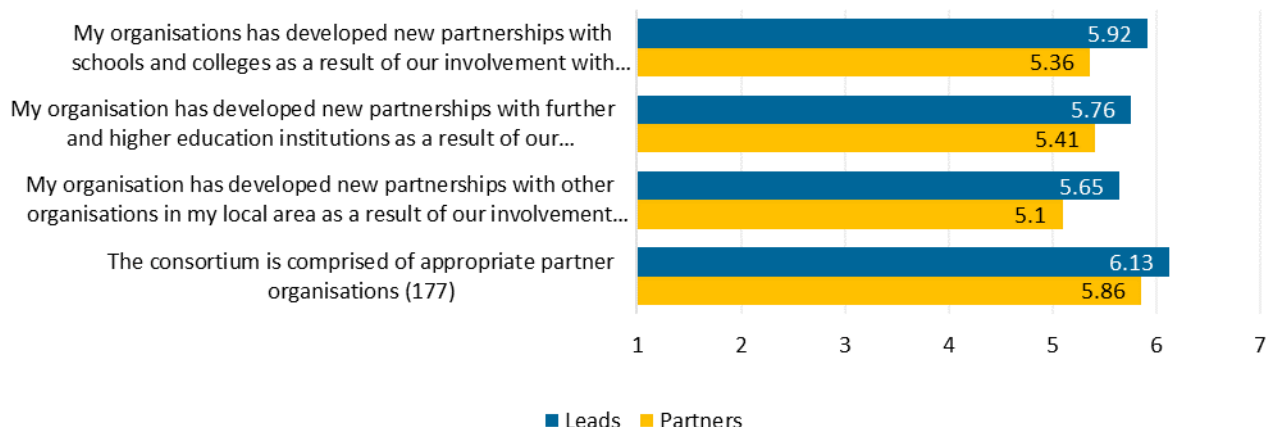 My organisations has developed new partnerships with
schools and colleges as a result of our involvement with...
5.92
5.36
My organisation has developed new partnerships with further
and higher education institutions as a result of our...
5.76
5.41
My organisation has developed new partnerships with other
organisations in my local area as a result of our involvement...
5.65
5.1
The consortium is comprised of appropriate partner
organisations (177)
6.13
5.86
1 2 3 4 5 6 7
Leads Partners